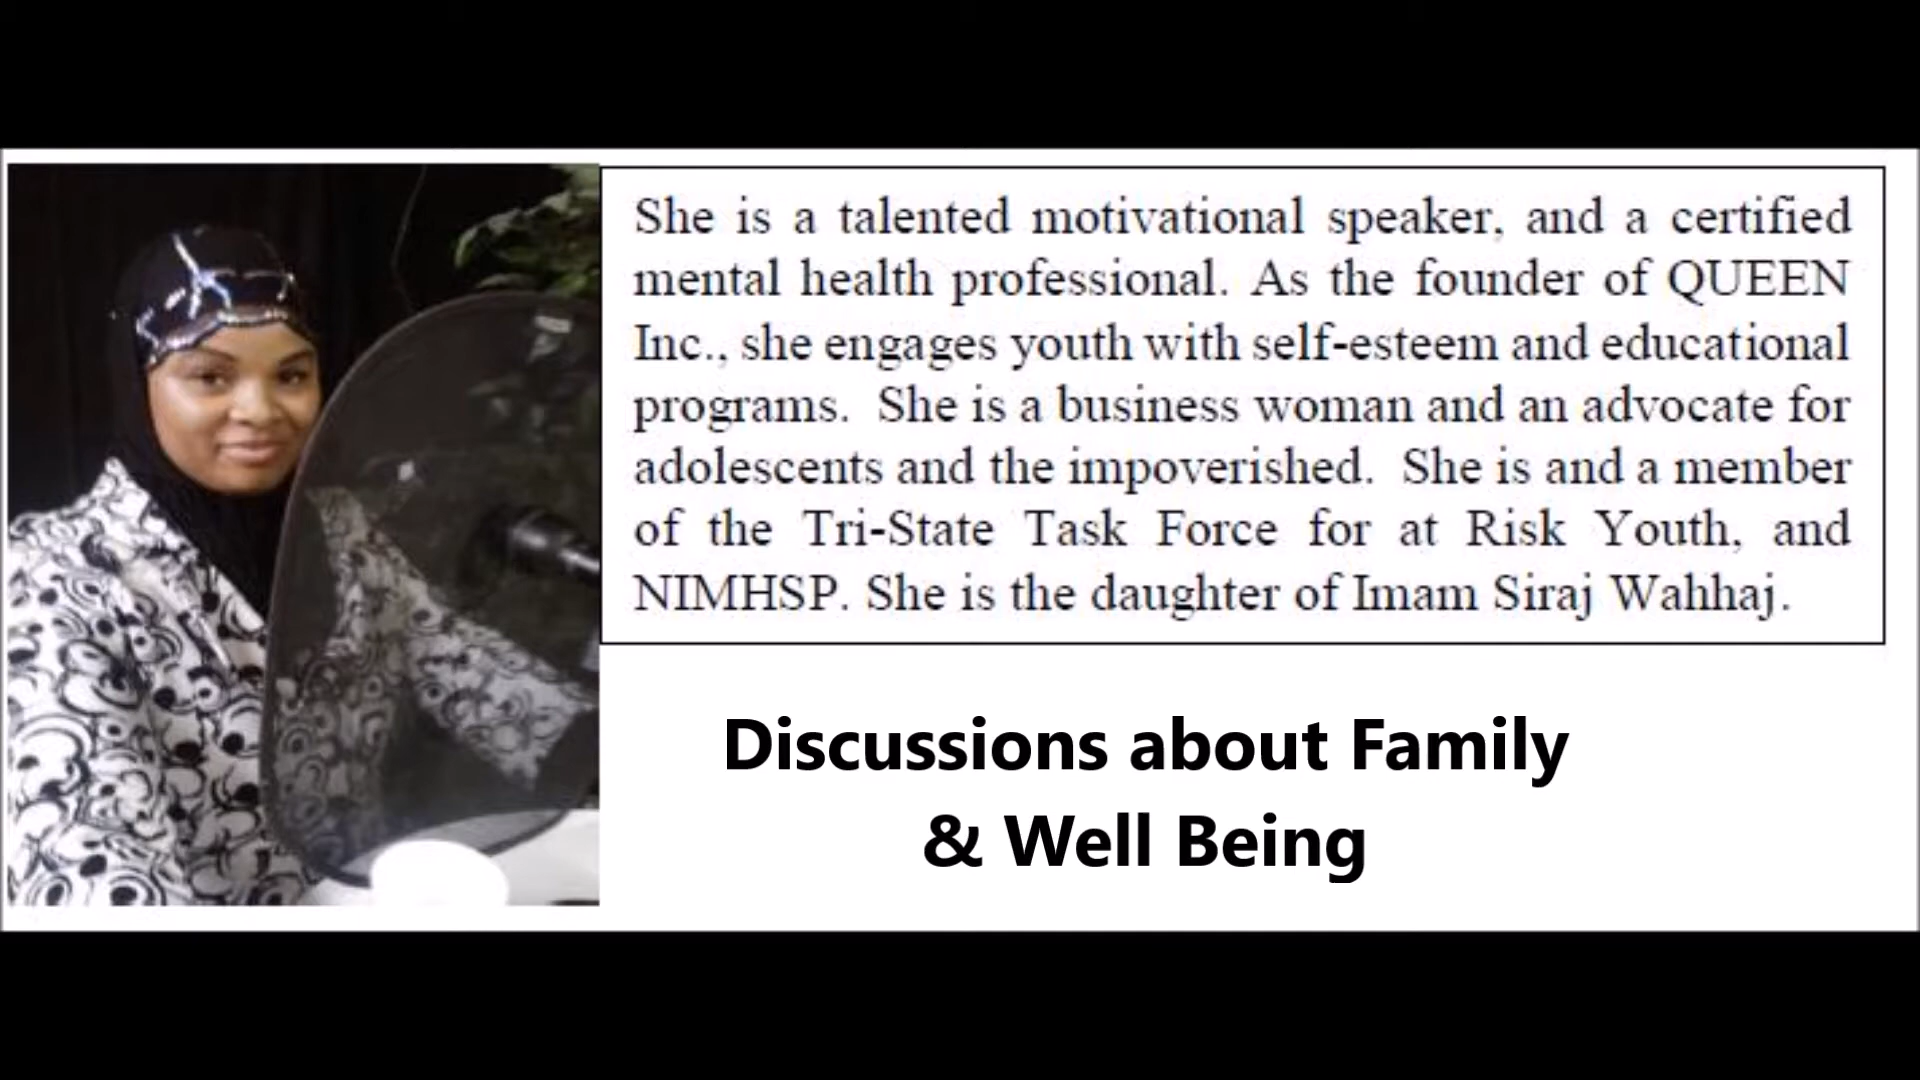 She is a talented motivational speaker, and a certified
mental health professional. As the founder of QUEEN
Inc., she engages youth with self-esteem and educational
programs. She is a business woman and an advocate for
adolescents and the impoverished. She is and a member
of the Tri-State Task Force for at Risk Youth, and
NIMHSP. She is the daughter of Imam Siraj Wahhaj.
Discussions about Family
& Well Being